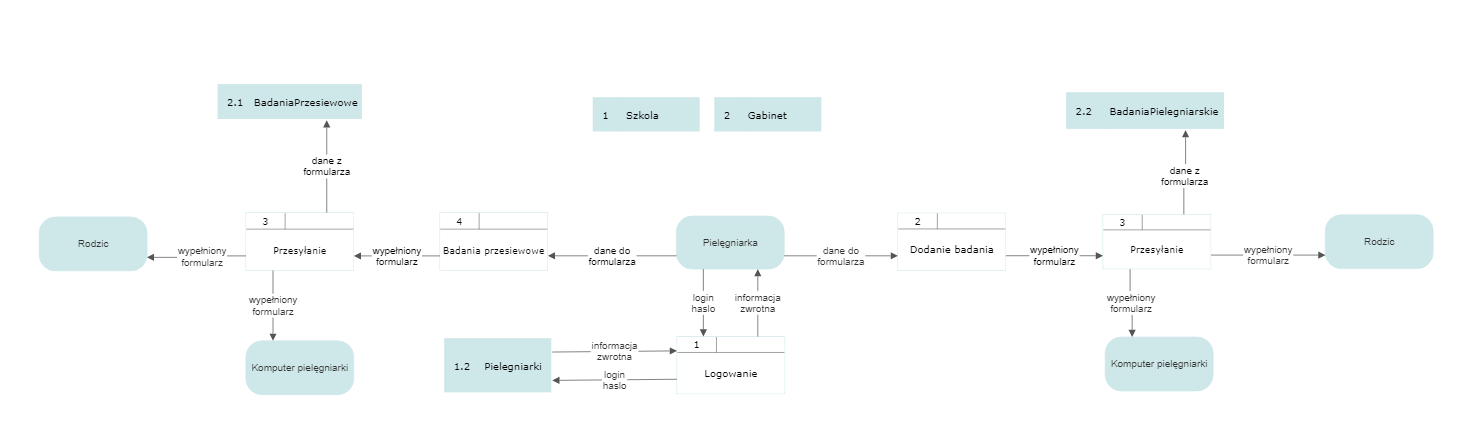 2.1 BadaniaPrzesiewowe
1 Szkola
2 Gabinet
2.2 BadaniaPielegniarskie
dane z
formularza
dane z
formularza
Rodzic
wypełniony
formularz
3
Przesyłanie
wypełniony
formularz
4
Badania przesiewowe
dane do
formularza
Pielęgniarka
dane do
formularza
2
Dodanie badania
wypełniony
formularz
3
Przesyłanie
wypełniony
formularz
Rodzic
wypełniony
formularz
login
haslo
informacja
zwrotna
wypełniony
formularz
Komputer pielęgniarki
1.2 Pielegniarki
informacja
zwrotna
login
haslo
1
Logowanie
Komputer pielęgniarki